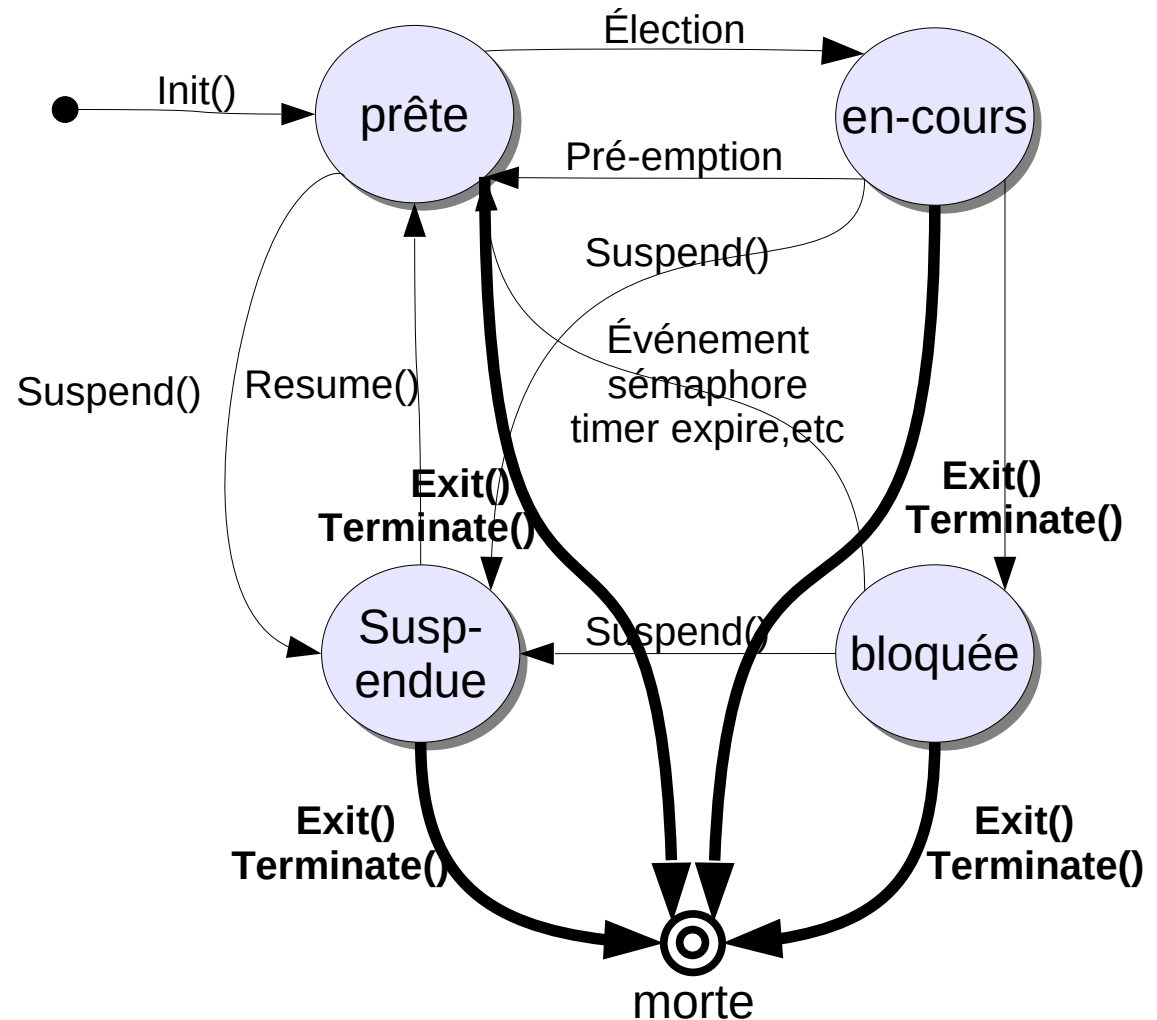 Élection
Init()
prête
en-cours
Pré-emption
Suspend()
Événement
sémaphore
timer expire,etc
Suspend()
Resume()
Exit()
Terminate()
Exit()
Terminate()
Susp-
endue
Suspend()
bloquée
Exit()
Terminate()
Exit()
Terminate()
morte